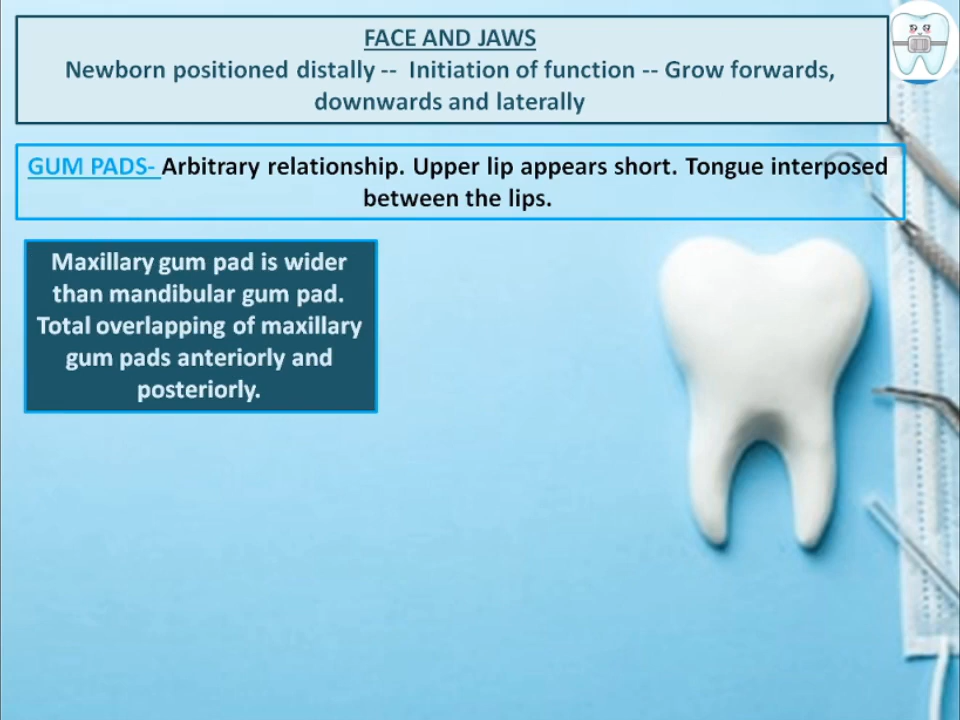 FACE AND JAWS
Newborn positioned distally -- Initiation of function -- Grow forwards,
downwards and laterally
GUM PADS- Arbitrary relationship. Upper lip appears short. Tongue interposed
between the lips.
Maxillary gum pad is wider
than mandibular gum pad.
Total overlapping of maxillary
gum pads anteriorly and
posteriorly.